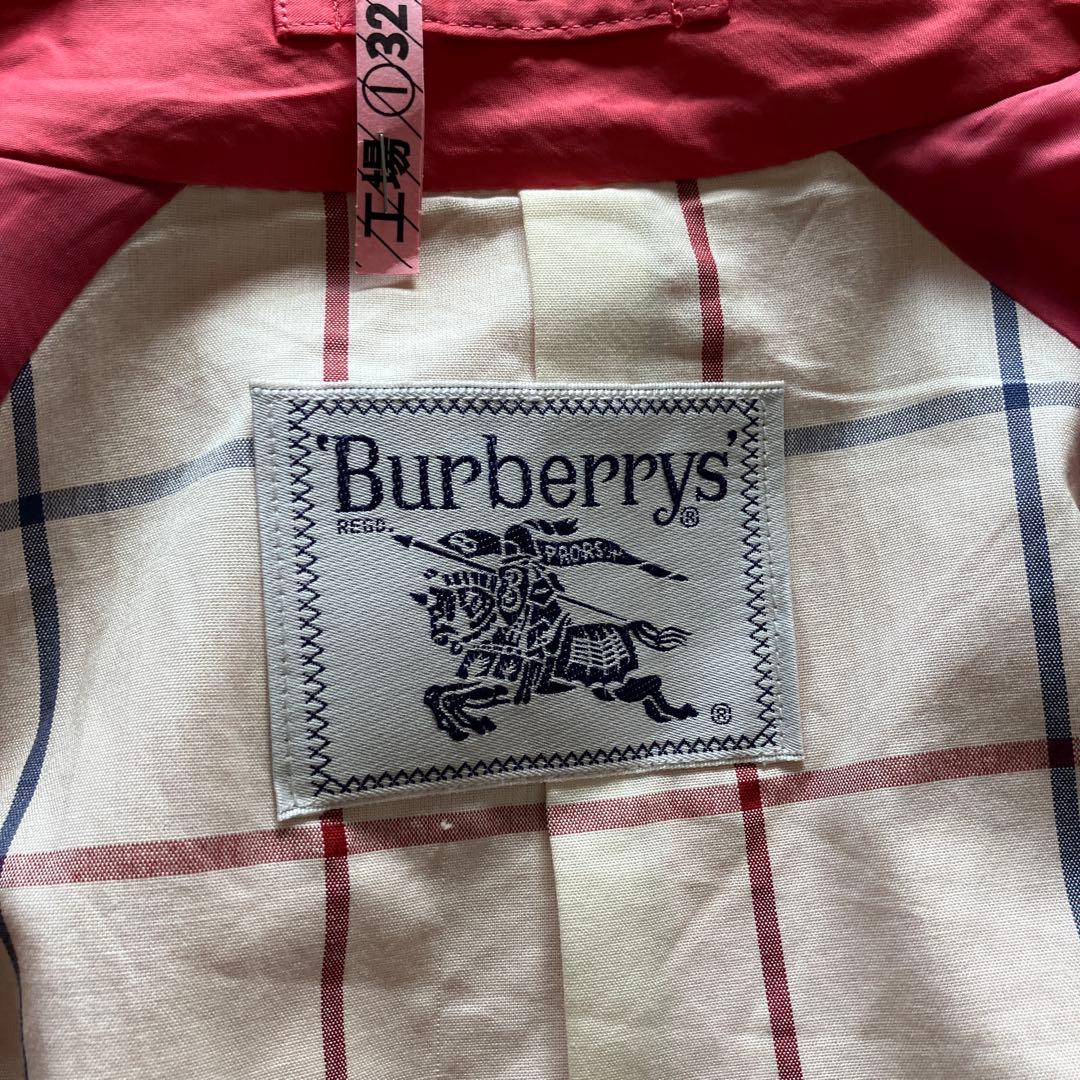 工場 ① 32
'Burberrys'®
REGD.
PRORSUM
®